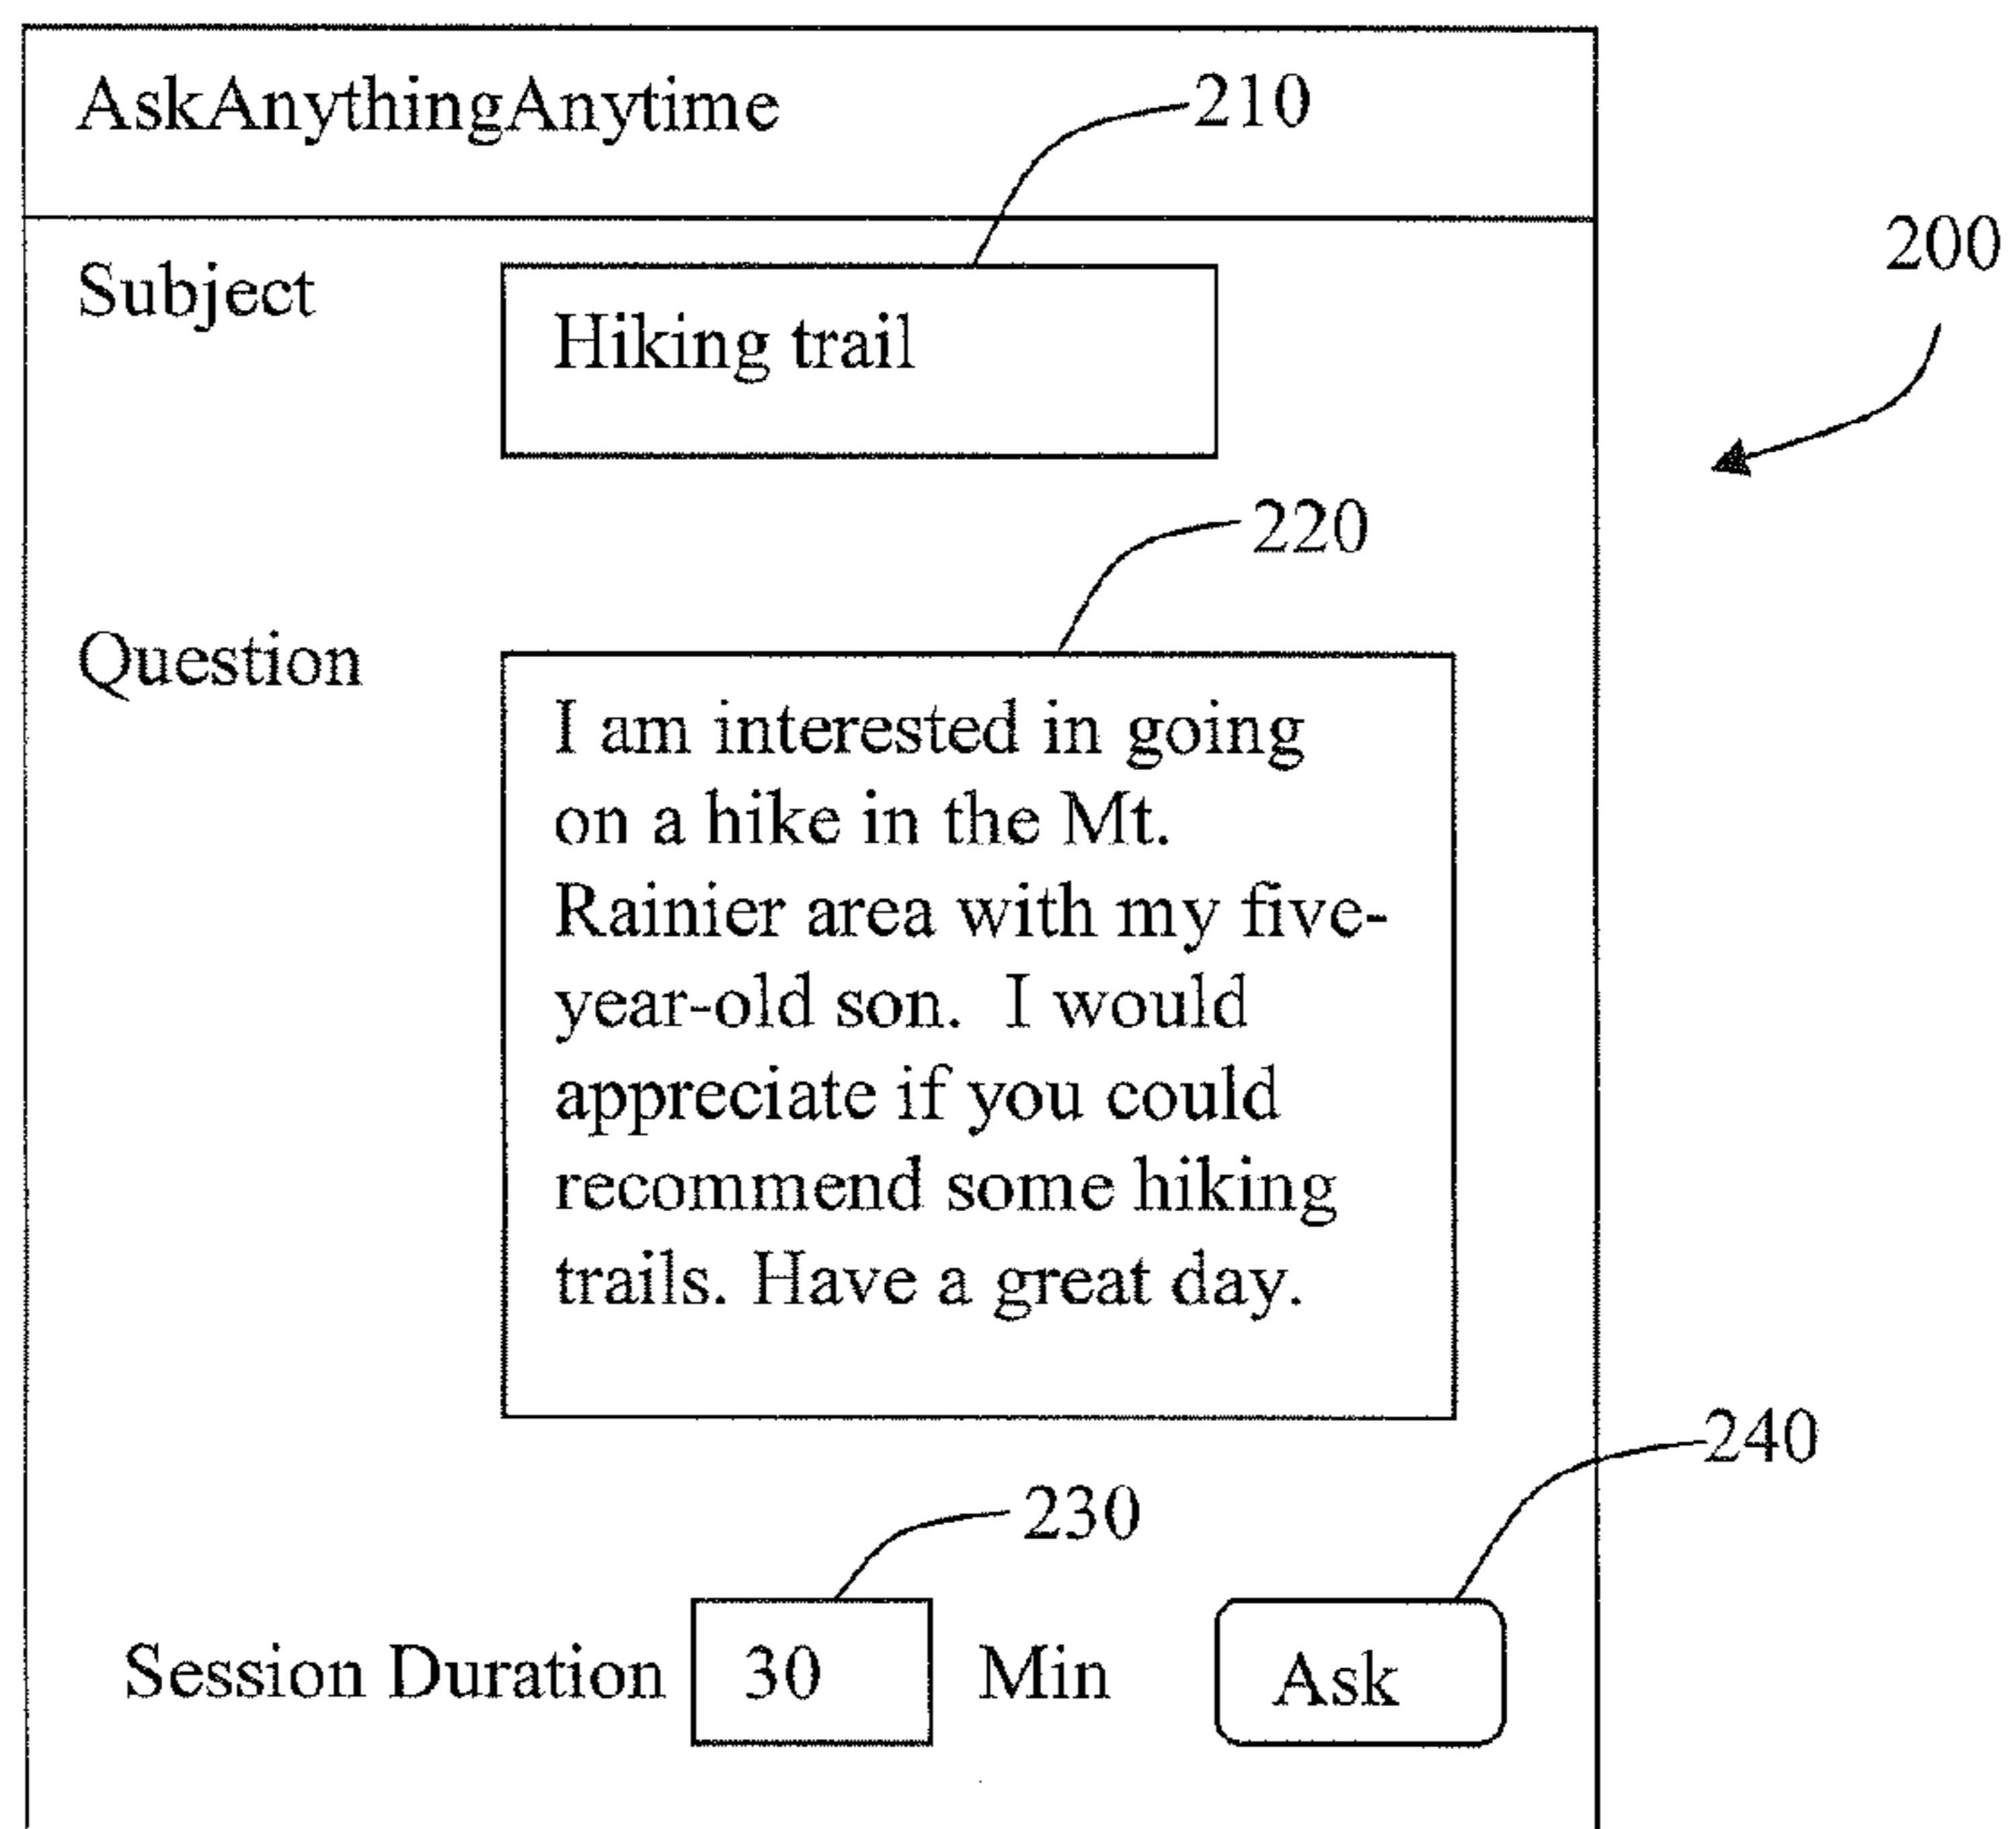 AskAnythingAnytime
210
200
Subject
Hiking trail
220
Question
I am interested in going
on a hike in the Mt.
Rainier area with my five-
year-old son.  I would
appreciate if you could
recommend some hiking
trails. Have a great day.
240
230
Session Duration 30 Min Ask